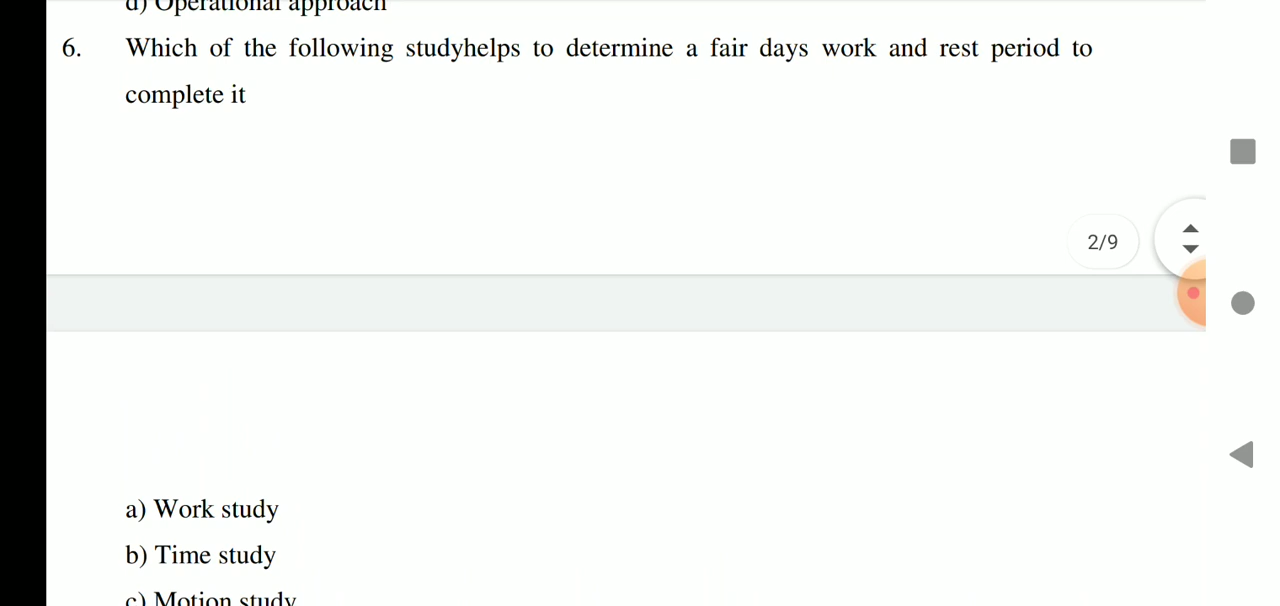 d) Operational approach
6. Which of the following studyhelps to determine a fair days work and rest period to
complete it
2/9
a) Work study
b) Time study
c) Motion study